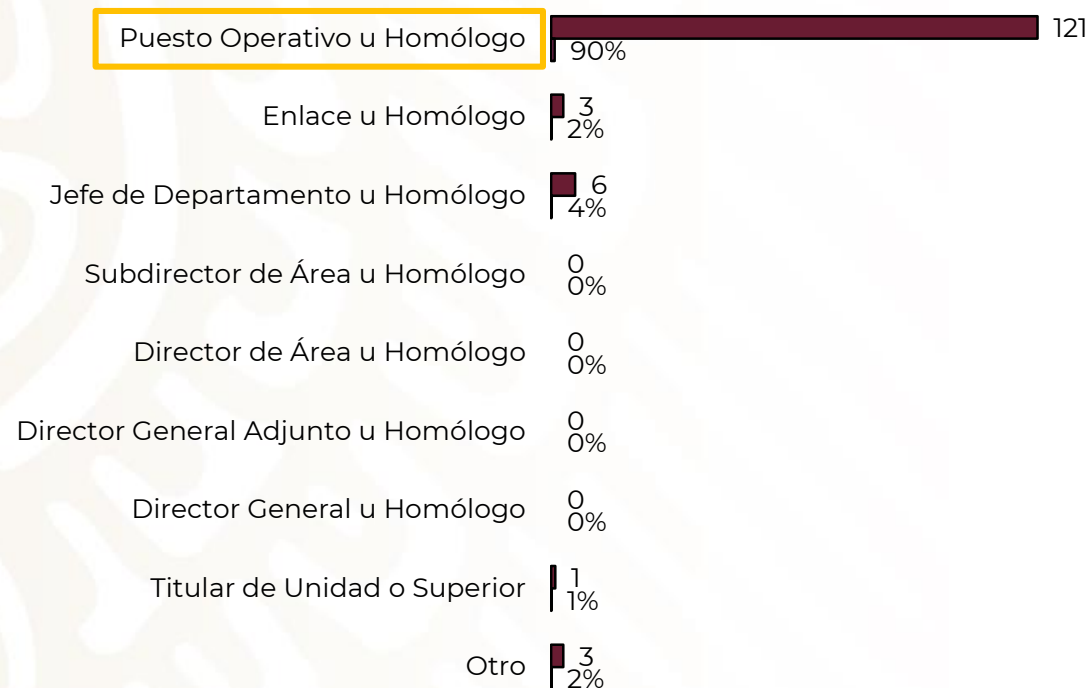 Puesto Operativo u Homólogo 121
90%
Enlace u Homólogo 3
2%
Jefe de Departamento u Homólogo 6
4%
Subdirector de Área u Homólogo 0
0%
Director de Área u Homólogo 0
0%
Director General Adjunto u Homólogo 0
0%
Director General u Homólogo 0
0%
Titular de Unidad o Superior 1
1%
Otro 3
2%